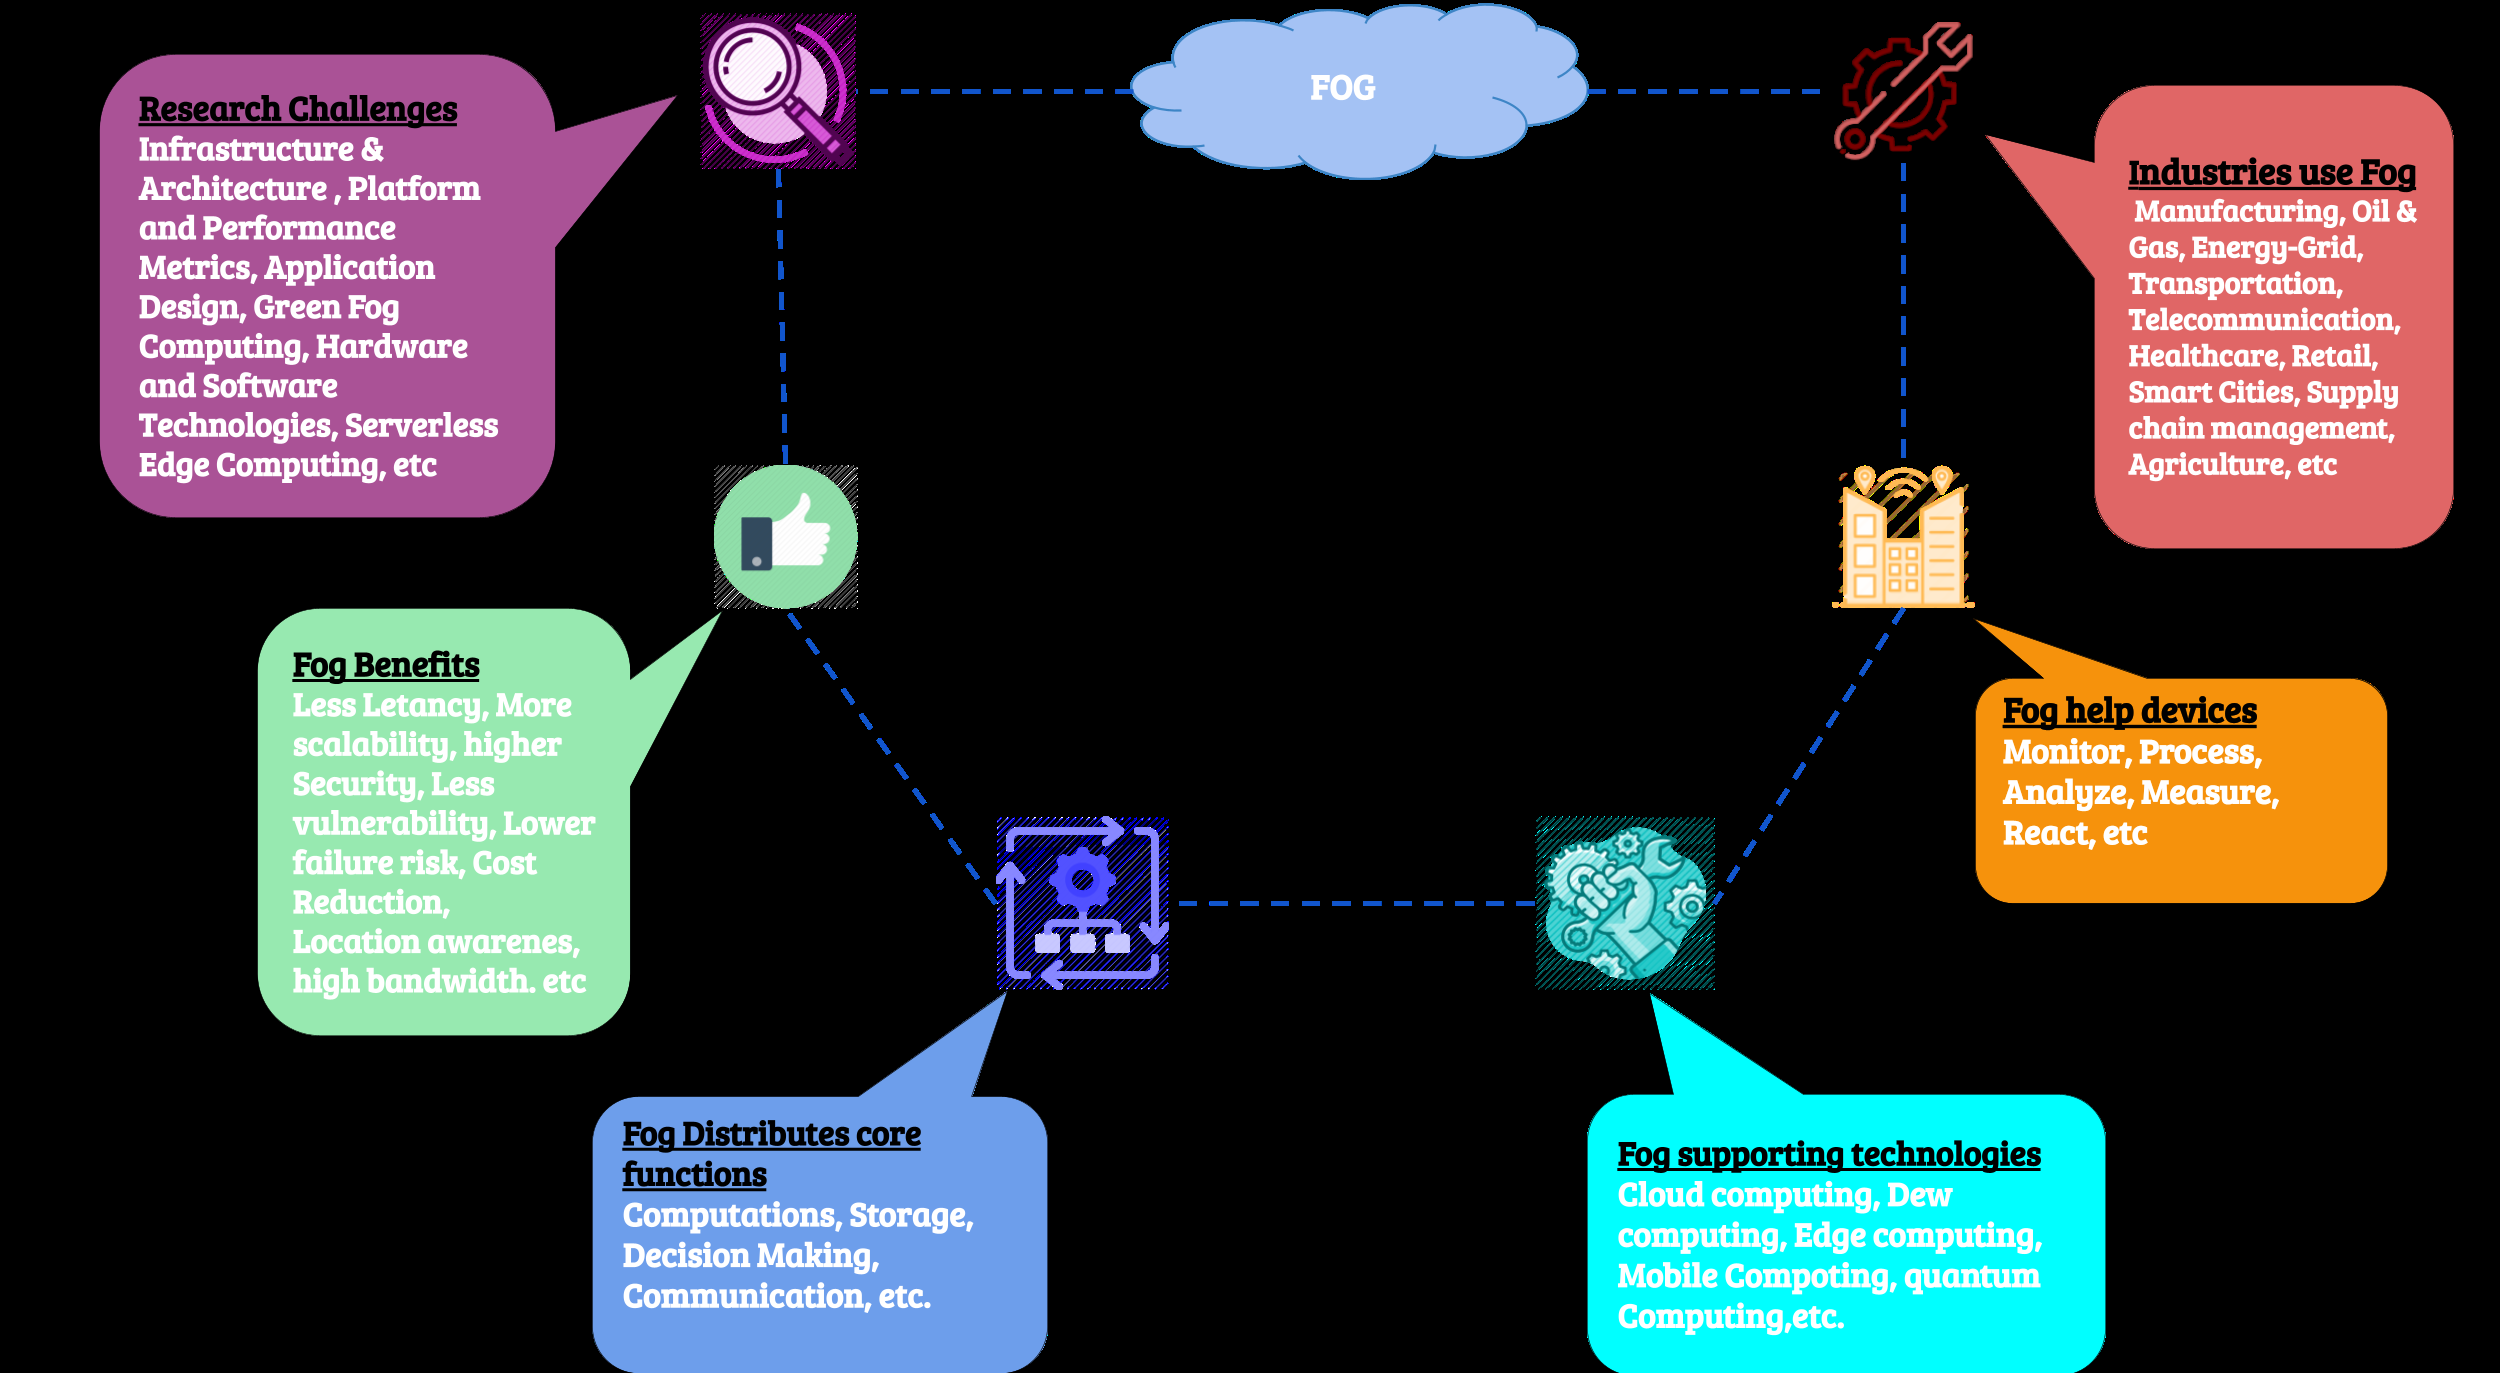 FOG
Research Challenges
Infrastructure &
Architecture , Platform
and Performance
Metrics, Application
Design, Green Fog
Computing, Hardware
and Software
Technologies, Serverless
Edge Computing, etc
Industries use Fog
Manufacturing, Oil &
Gas, Energy-Grid,
Transportation,
Telecommunication,
Healthcare, Retail,
Smart Cities, Supply
chain management,
Agriculture, etc
Fog Benefits
Less Letancy, More
scalability, higher
Security, Less
vulnerability, Lower
failure risk, Cost
Reduction,
Location awarenes,
high bandwidth. etc
Fog help devices
Monitor, Process,
Analyze, Measure,
React, etc
Fog Distributes core
functions
Computations, Storage,
Decision Making,
Communication, etc.
Fog supporting technologies
Cloud computing, Dew
computing, Edge computing,
Mobile Compoting, quantum
Computing,etc.